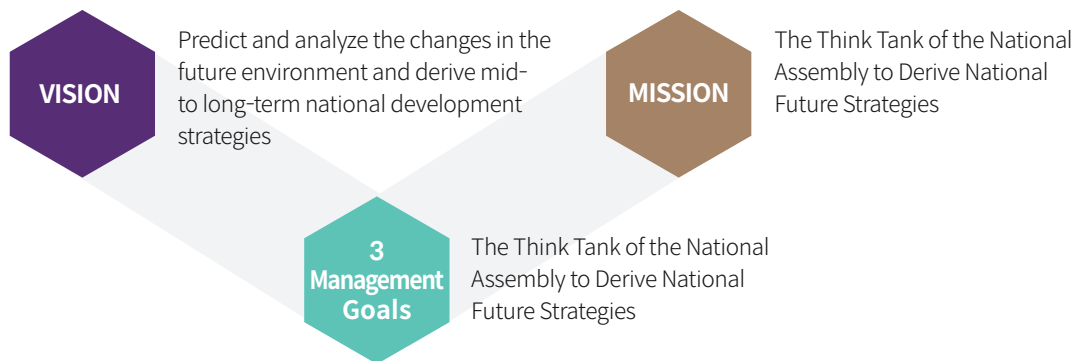 VISION
Predict and analyze the changes in the
future environment and derive mid-
to long-term national development
strategies
MISSION
The Think Tank of the National
Assembly to Derive National
Future Strategies
3
Management
Goals
The Think Tank of the National
Assembly to Derive National
Future Strategies